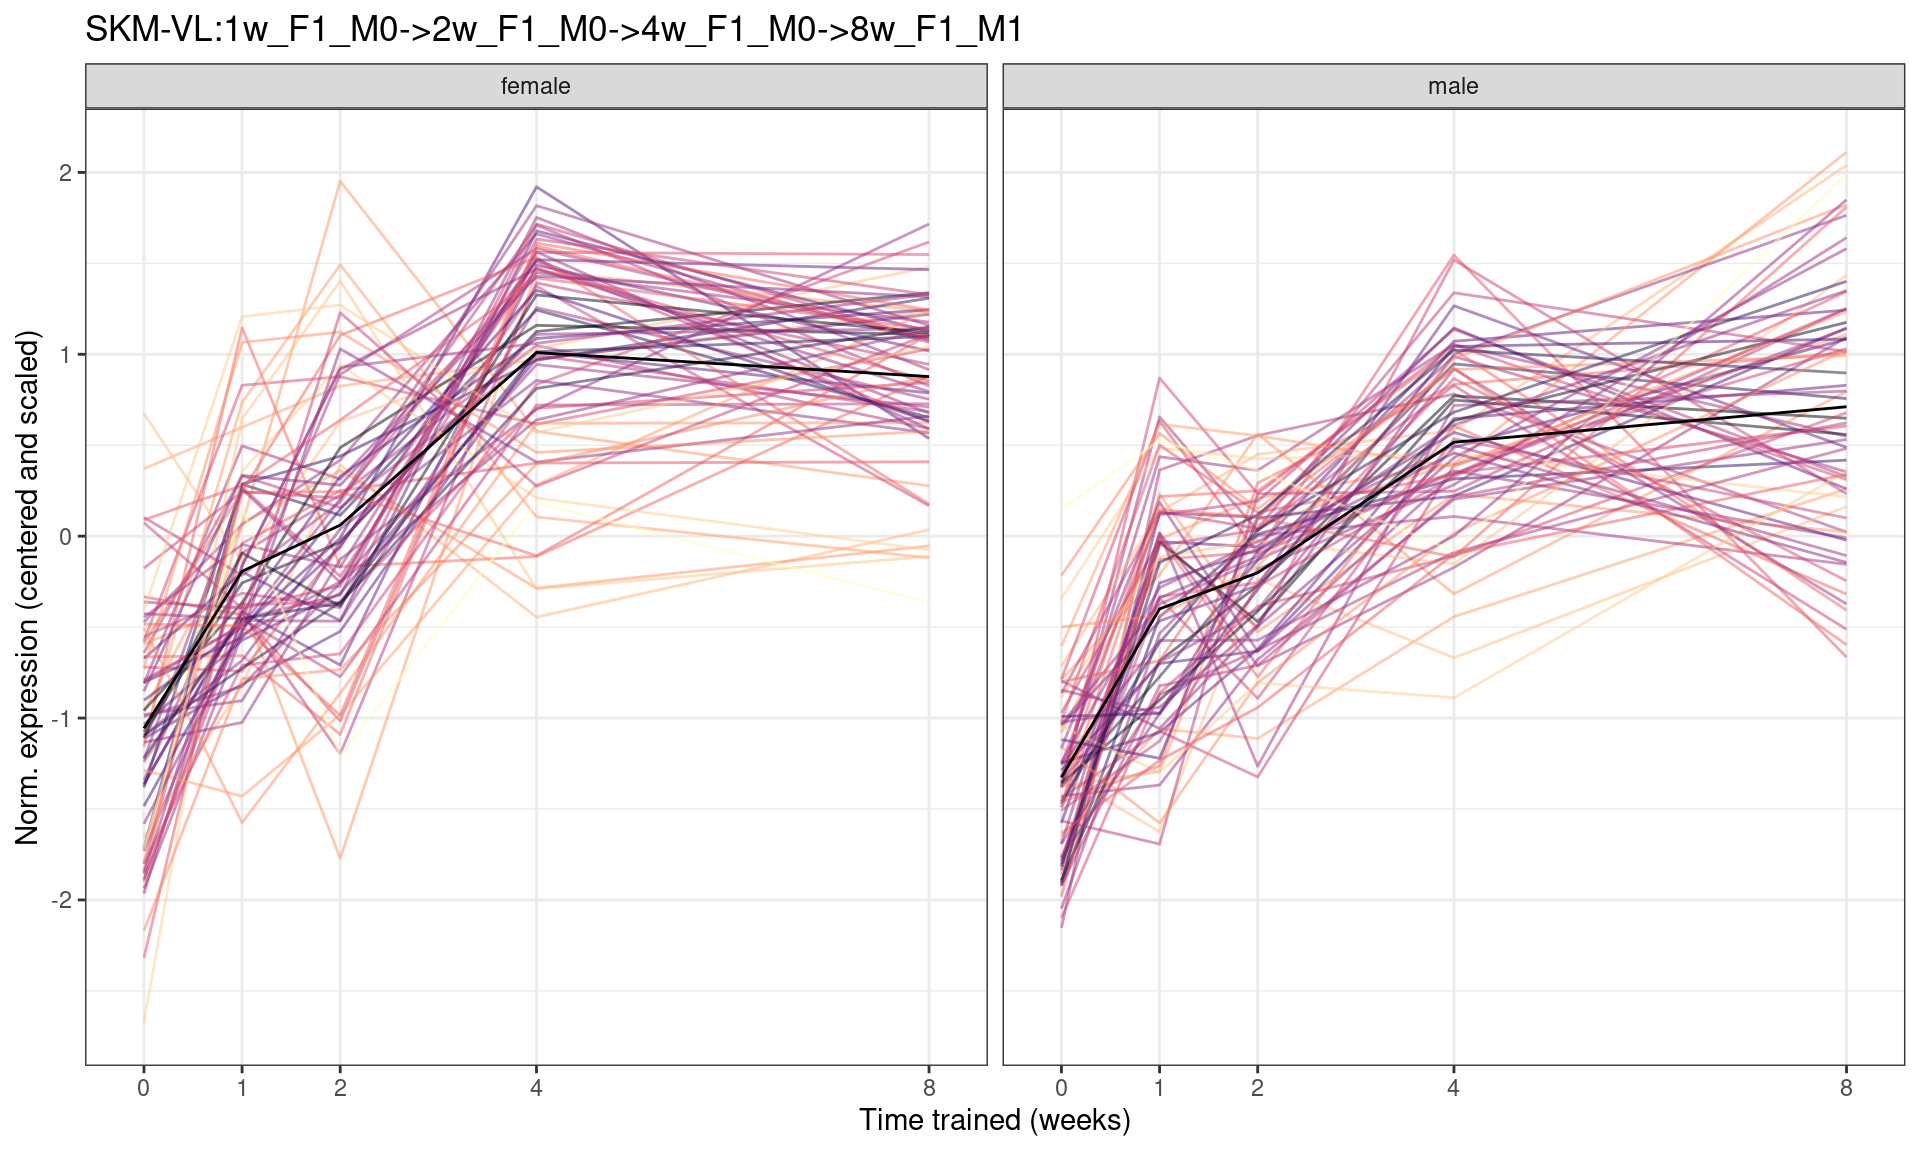 SKM-VL:1w_F1_M0->2w_F1_M0->4w_F1_M0->8w_F1_M1
female
male
Norm. expression (centered and scaled)
2
1
0
-1
-2
0 1 2 4 8
0 1 2 4 8
Time trained (weeks)